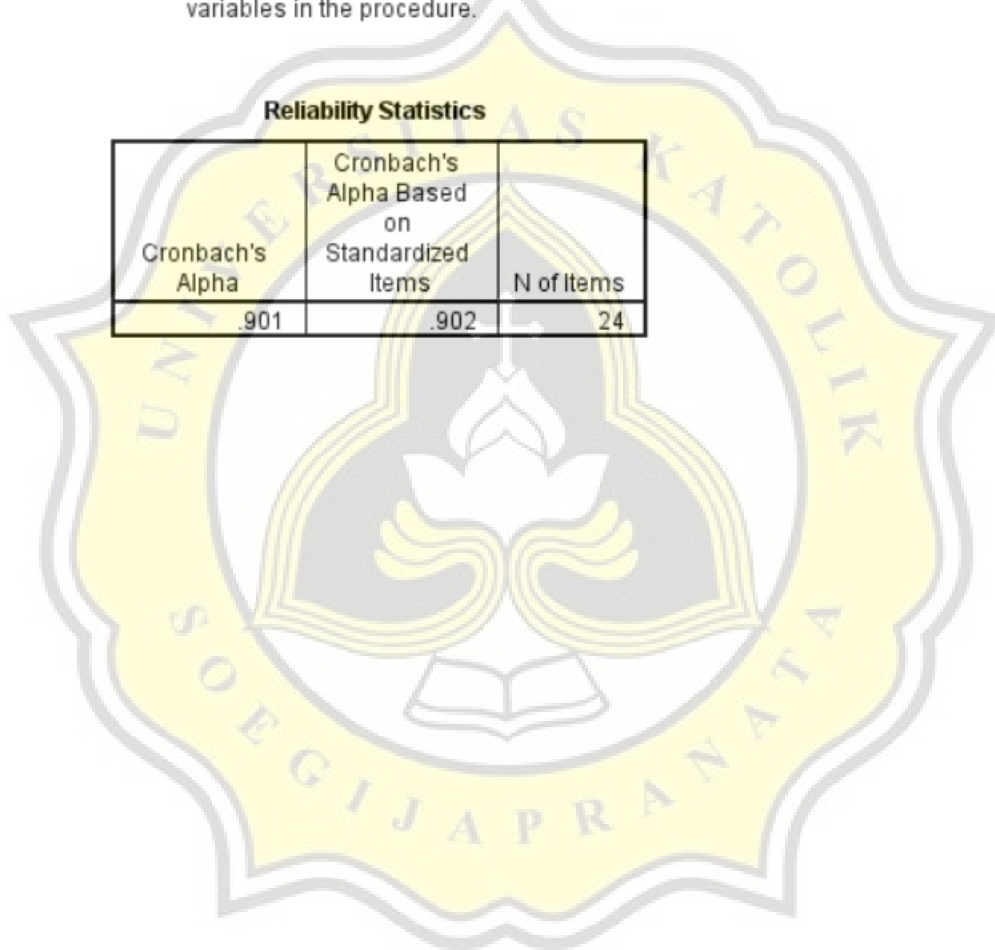 variables in the procedure.
Reliability Statistics
Cronbach's
Alpha
Cronbach's
Alpha Based
on
Standardized
Items
N of Items
.901
.902
24
UNIVERSITAS KATOLIK
SOEGIJAPRANATA